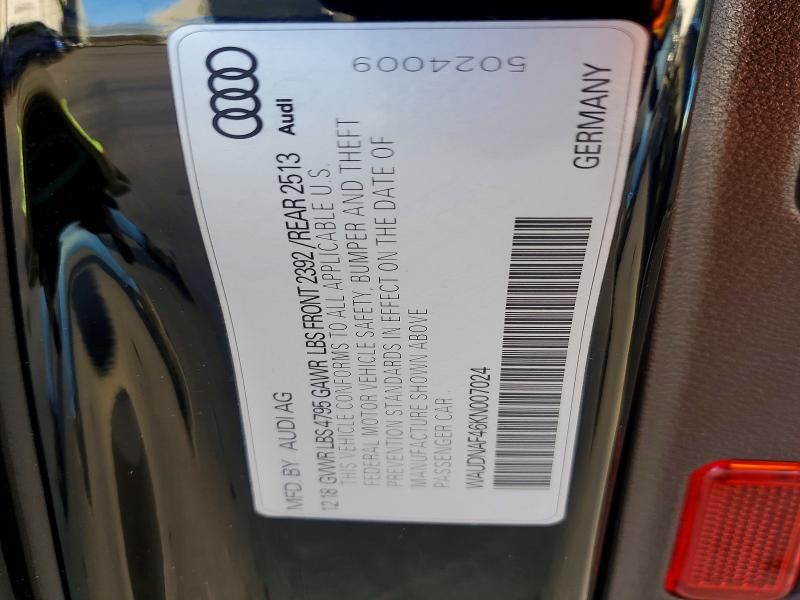 MFD. BY AUDI AG
12 18 GVWR LBS 4795 GAWR LBS FRONT 2392 / REAR 2513
THIS VEHICLE CONFORMS TO ALL APPLICABLE U.S.
FEDERAL MOTOR VEHICLE SAFETY, BUMPER AND THEFT
PREVENTION STANDARDS IN EFFECT ON THE DATE OF
MANUFACTURE SHOWN ABOVE
PASSENGER CAR
WAUDNAF46KN007024
Audi
5024009
GERMANY